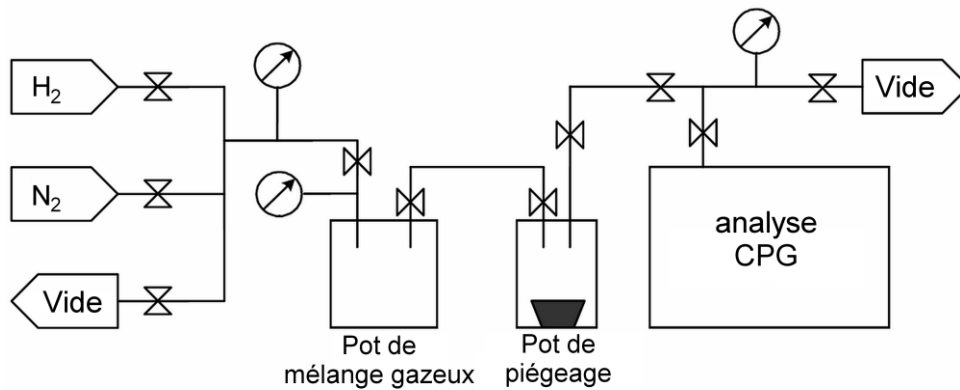 H₂
N₂
Vide
Pot de
mélange gazeux
Pot de
piégeage
analyse
CPG
Vide